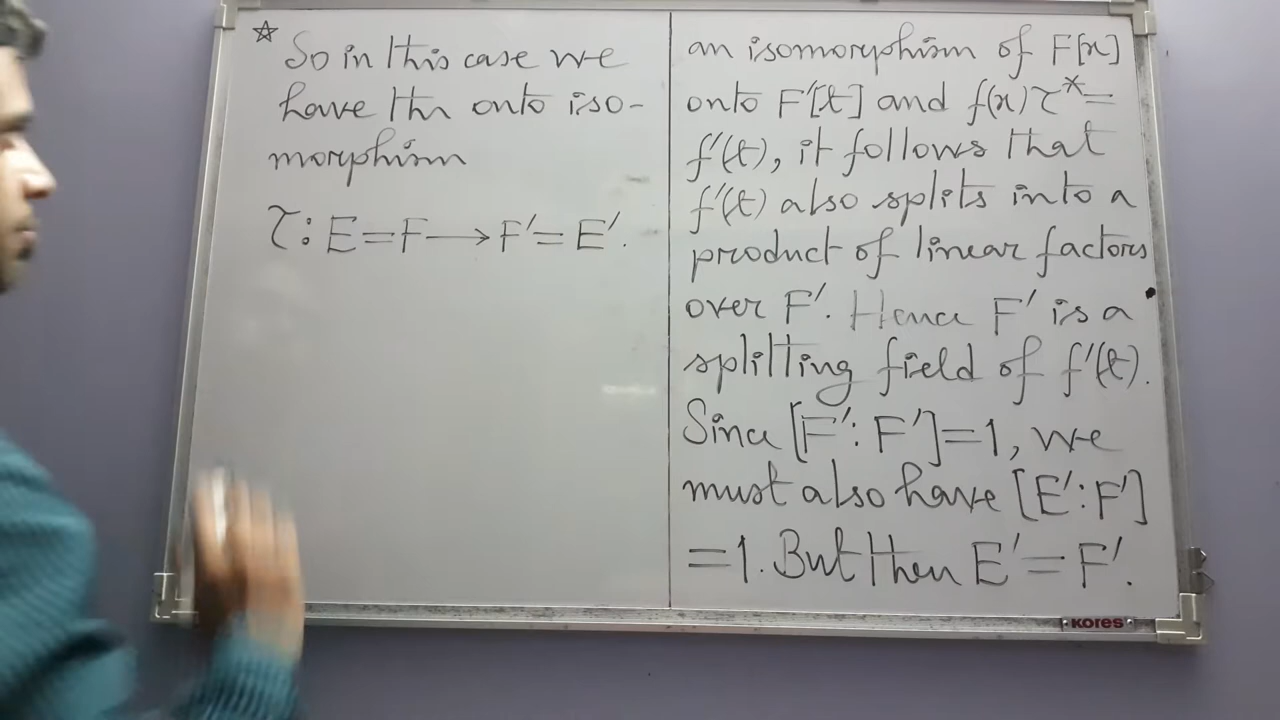 ☆
So in this case we
have the onto iso-
morphism
τ: E=F⟶F'=E'.
an isomorphism of F[x]
onto F'[t] and f(x)τ*=
f'(t), it follows that
f'(t) also splits into a
product of linear factors
over F'. Hence F' is a
splitting field of f'(t).
Since [F':F']=1, we
must also have [E':F']
=1. But then E'=F'.
KORES